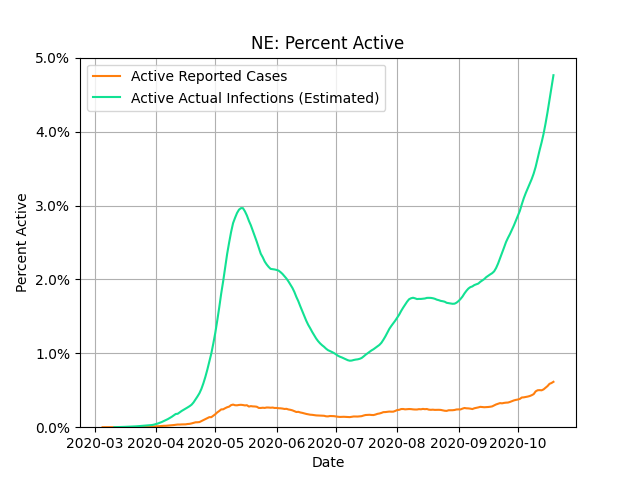 NE: Percent Active
Active Reported Cases
Active Actual Infections (Estimated)
5.0%
4.0%
3.0%
2.0%
1.0%
0.0%
Percent Active
2020-03 2020-04 2020-05 2020-06 2020-07 2020-08 2020-09 2020-10
Date